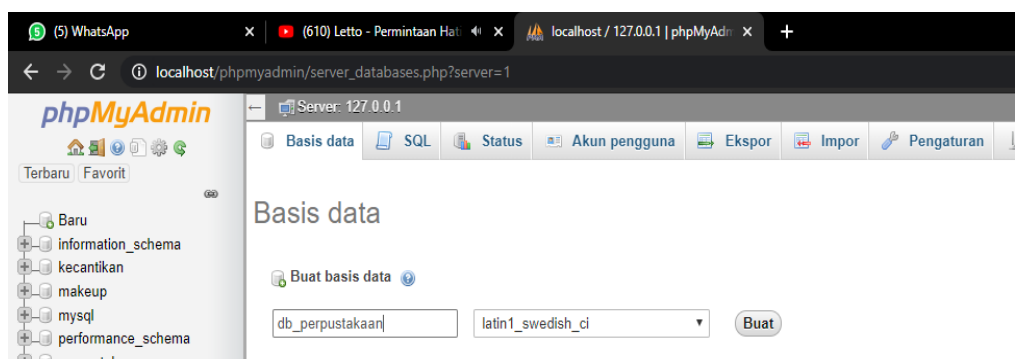 (5) WhatsApp
(610) Letto - Permintaan Hati
localhost / 127.0.0.1 | phpMyAdm
localhost/phpmyadmin/server_databases.php?server=1
phpMyAdmin
Server: 127.0.0.1
Basis data SQL Status Akun pengguna Ekspor Impor Pengaturan
Terbaru Favorit
Baru
information_schema
kecantikan
makeup
mysql
performance_schema
Basis data
Buat basis data
db_perpustakaan latin1_swedish_ci Buat